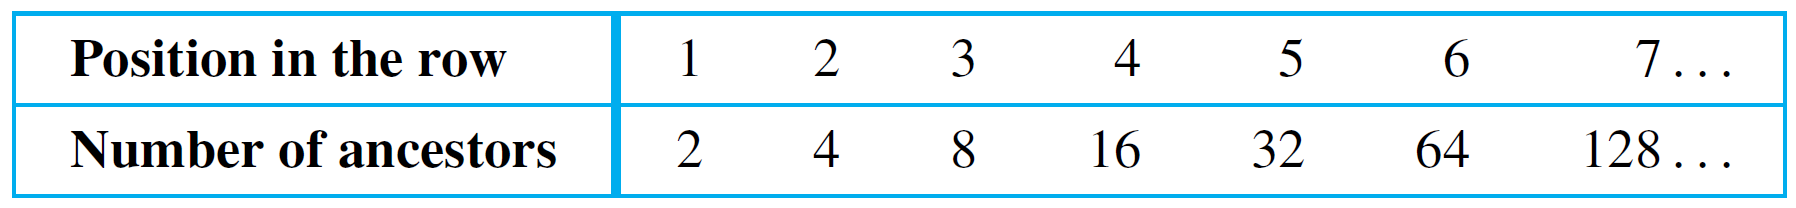 Position in the row 1 2 3 4 5 6 7...
Number of ancestors 2 4 8 16 32 64 128...